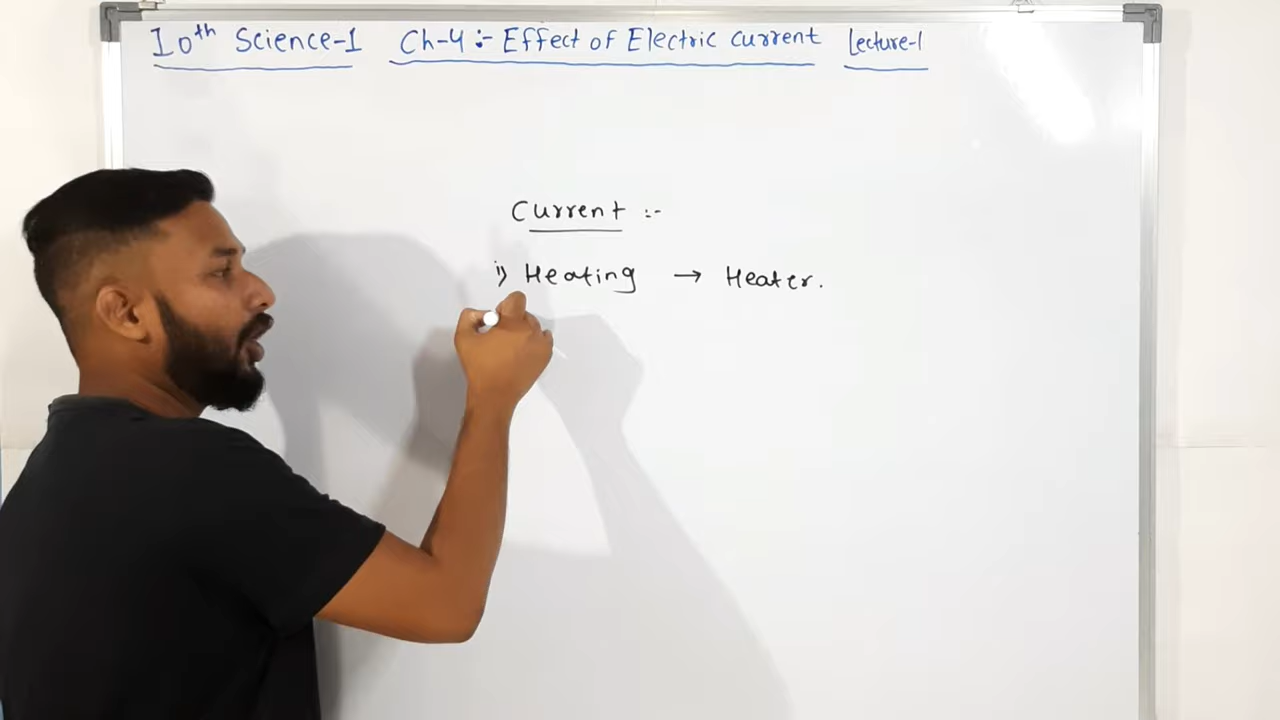 10th Science-1 Ch-4 :- Effect of Electric current Lecture-1
Current :-
i) Heating → Heater.